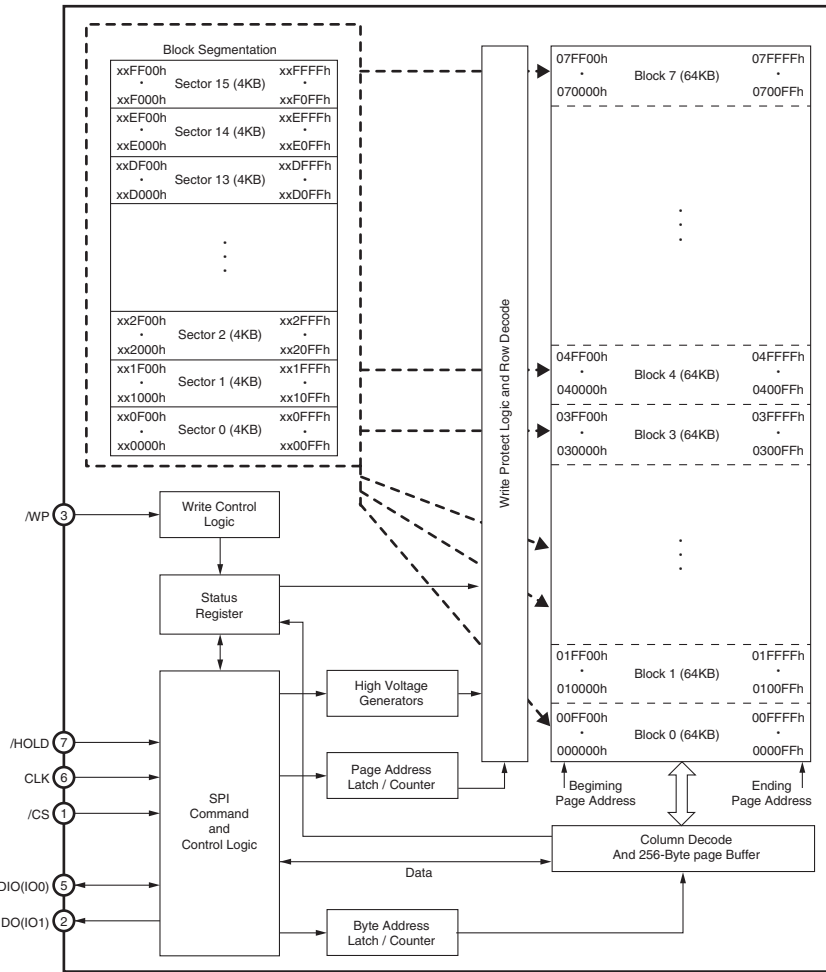 Block Segmentation
xxFF00h xxFFFFh
Sector 15 (4KB)
xxF000h xxF0FFh
xxEF00h xxEFFFh
Sector 14 (4KB)
xxE000h xxE0FFh
xxDF00h xxDFFFh
Sector 13 (4KB)
xxD000h xxD0FFh
xx2F00h xx2FFFh
Sector 2 (4KB)
xx2000h xx20FFh
xx1F00h xx1FFFh
Sector 1 (4KB)
xx1000h xx10FFh
xx0F00h xx0FFFh
Sector 0 (4KB)
xx0000h xx00FFh
Write Protect Logic and Row Decode
07FF00h 07FFFFh
Block 7 (64KB)
070000h 0700FFh
04FF00h 04FFFFh
Block 4 (64KB)
040000h 0400FFh
03FF00h 03FFFFh
Block 3 (64KB)
030000h 0300FFh
01FF00h 01FFFFh
Block 1 (64KB)
010000h 0100FFh
00FF00h 00FFFFh
Block 0 (64KB)
000000h 0000FFh
Begiming
Page Address
Ending
Page Address
/WP 3
Write Control
Logic
Status
Register
High Voltage
Generators
/HOLD 7
CLK 6
/CS 1
DIO(IO0) 5
DO(IO1) 2
SPI
Command
and
Control Logic
Page Address
Latch / Counter
Column Decode
And 256-Byte page Buffer
Data
Byte Address
Latch / Counter